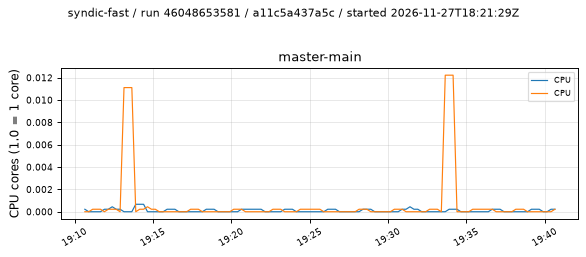 syndic-fast / run 46048653581 / a11c5a437a5c / started 2026-11-27T18:21:29Z
master-main
CPU cores (1.0 = 1 core)
0.012
0.010
0.008
0.006
0.004
0.002
0.000
CPU
CPU
19:10
19:15
19:20
19:25
19:30
19:35
19:40